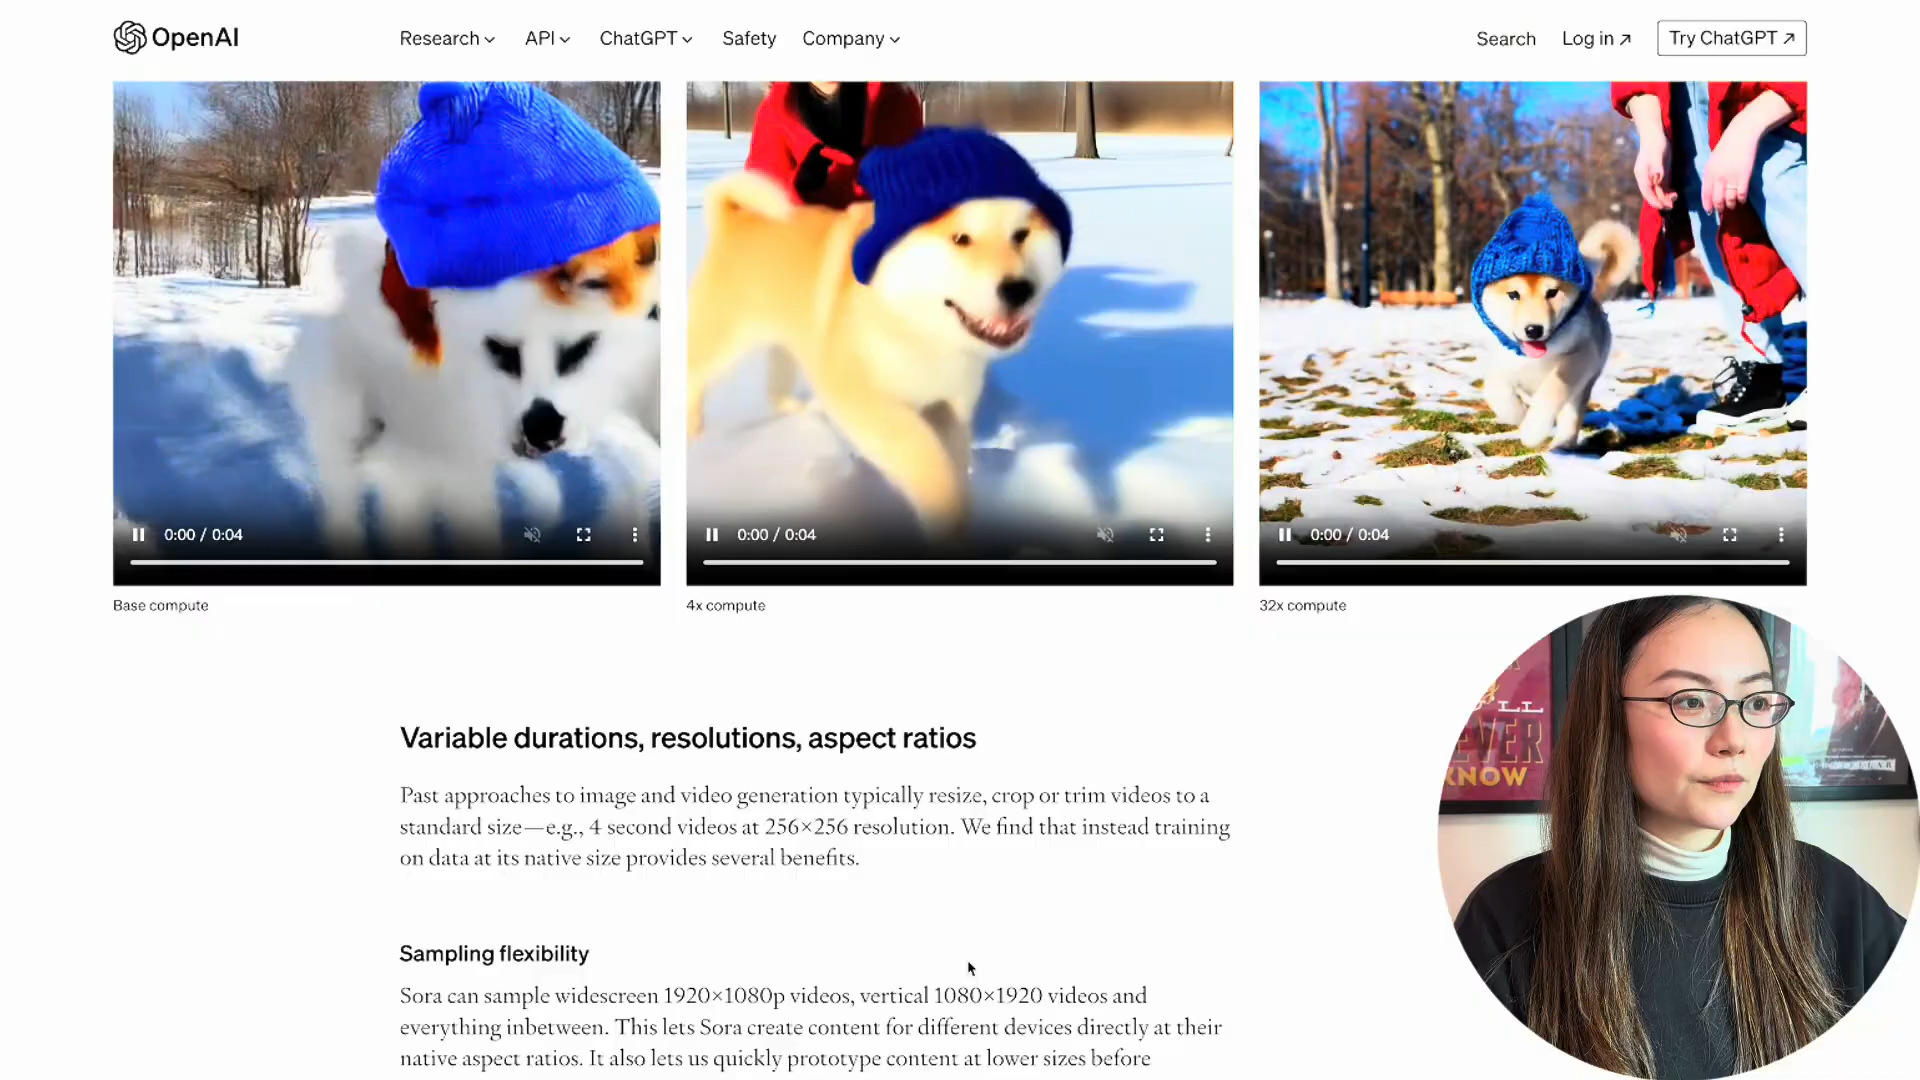 OpenAI
Research API ChatGPT Safety Company
Search Log in Try ChatGPT
0:00 / 0:04
0:00 / 0:04
0:00 / 0:04
Base compute
4x compute
32x compute
Variable durations, resolutions, aspect ratios
Past approaches to image and video generation typically resize, crop or trim videos to a
standard size—e.g., 4 second videos at 256×256 resolution. We find that instead training
on data at its native size provides several benefits.
Sampling flexibility
Sora can sample widescreen 1920×1080p videos, vertical 1080×1920 videos and
everything inbetween. This lets Sora create content for different devices directly at their
native aspect ratios. It also lets us quickly prototype content at lower sizes before
KNOW